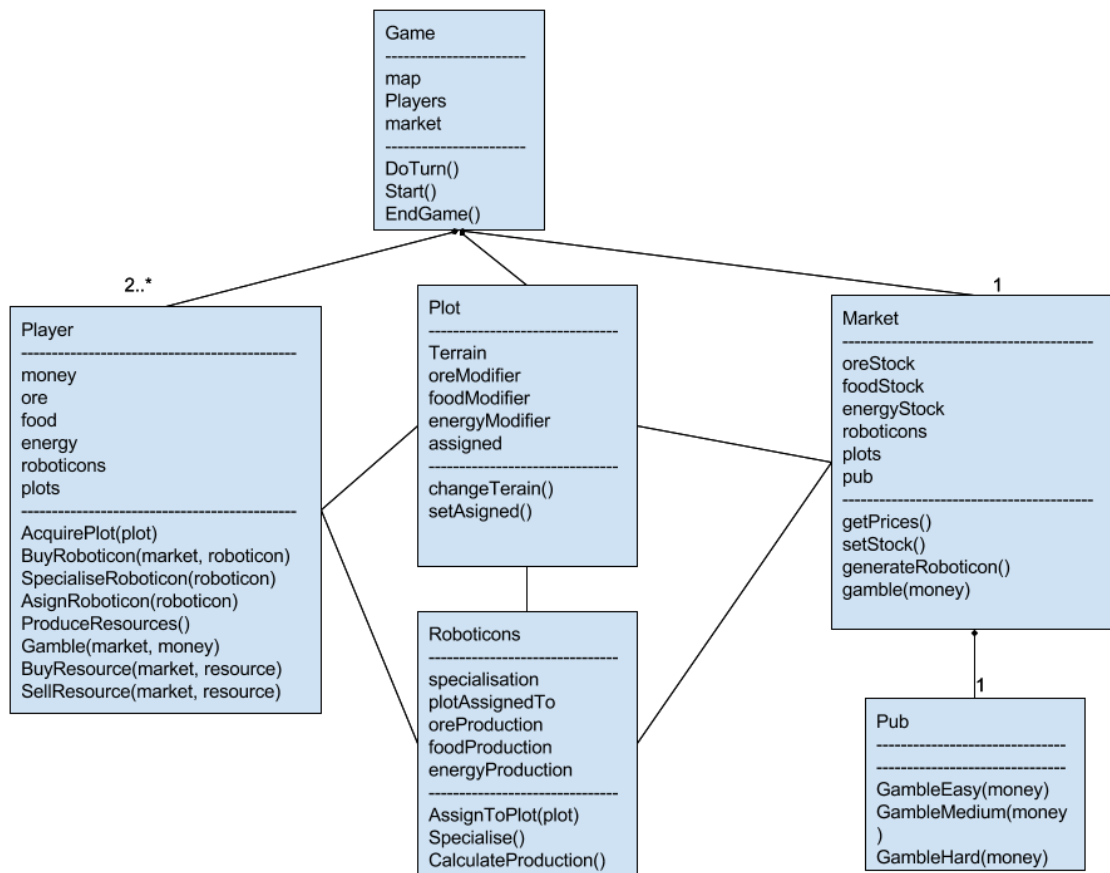 Game
------------------------
map
Players
market
------------------------
DoTurn()
Start()
EndGame()
2..*
1
Player
-----------------------------------------------
money
ore
food
energy
roboticons
plots
-----------------------------------------------
AcquirePlot(plot)
BuyRoboticon(market, roboticon)
SpecialiseRoboticon(roboticon)
AsignRoboticon(roboticon)
ProduceResources()
Gamble(market, money)
BuyResource(market, resource)
SellResource(market, resource)
Plot
--------------------------------
Terrain
oreModifier
foodModifier
energyModifier
assigned
--------------------------------
changeTerain()
setAsigned()
Market
-------------------------------------------
oreStock
foodStock
energyStock
roboticons
plots
pub
-------------------------------------------
getPrices()
setStock()
generateRoboticon()
gamble(money)
Roboticons
--------------------------------
specialisation
plotAssignedTo
oreProduction
foodProduction
energyProduction
--------------------------------
AssignToPlot(plot)
Specialise()
CalculateProduction()
1
Pub
--------------------------------
--------------------------------
GambleEasy(money)
GambleMedium(money
)
GambleHard(money)